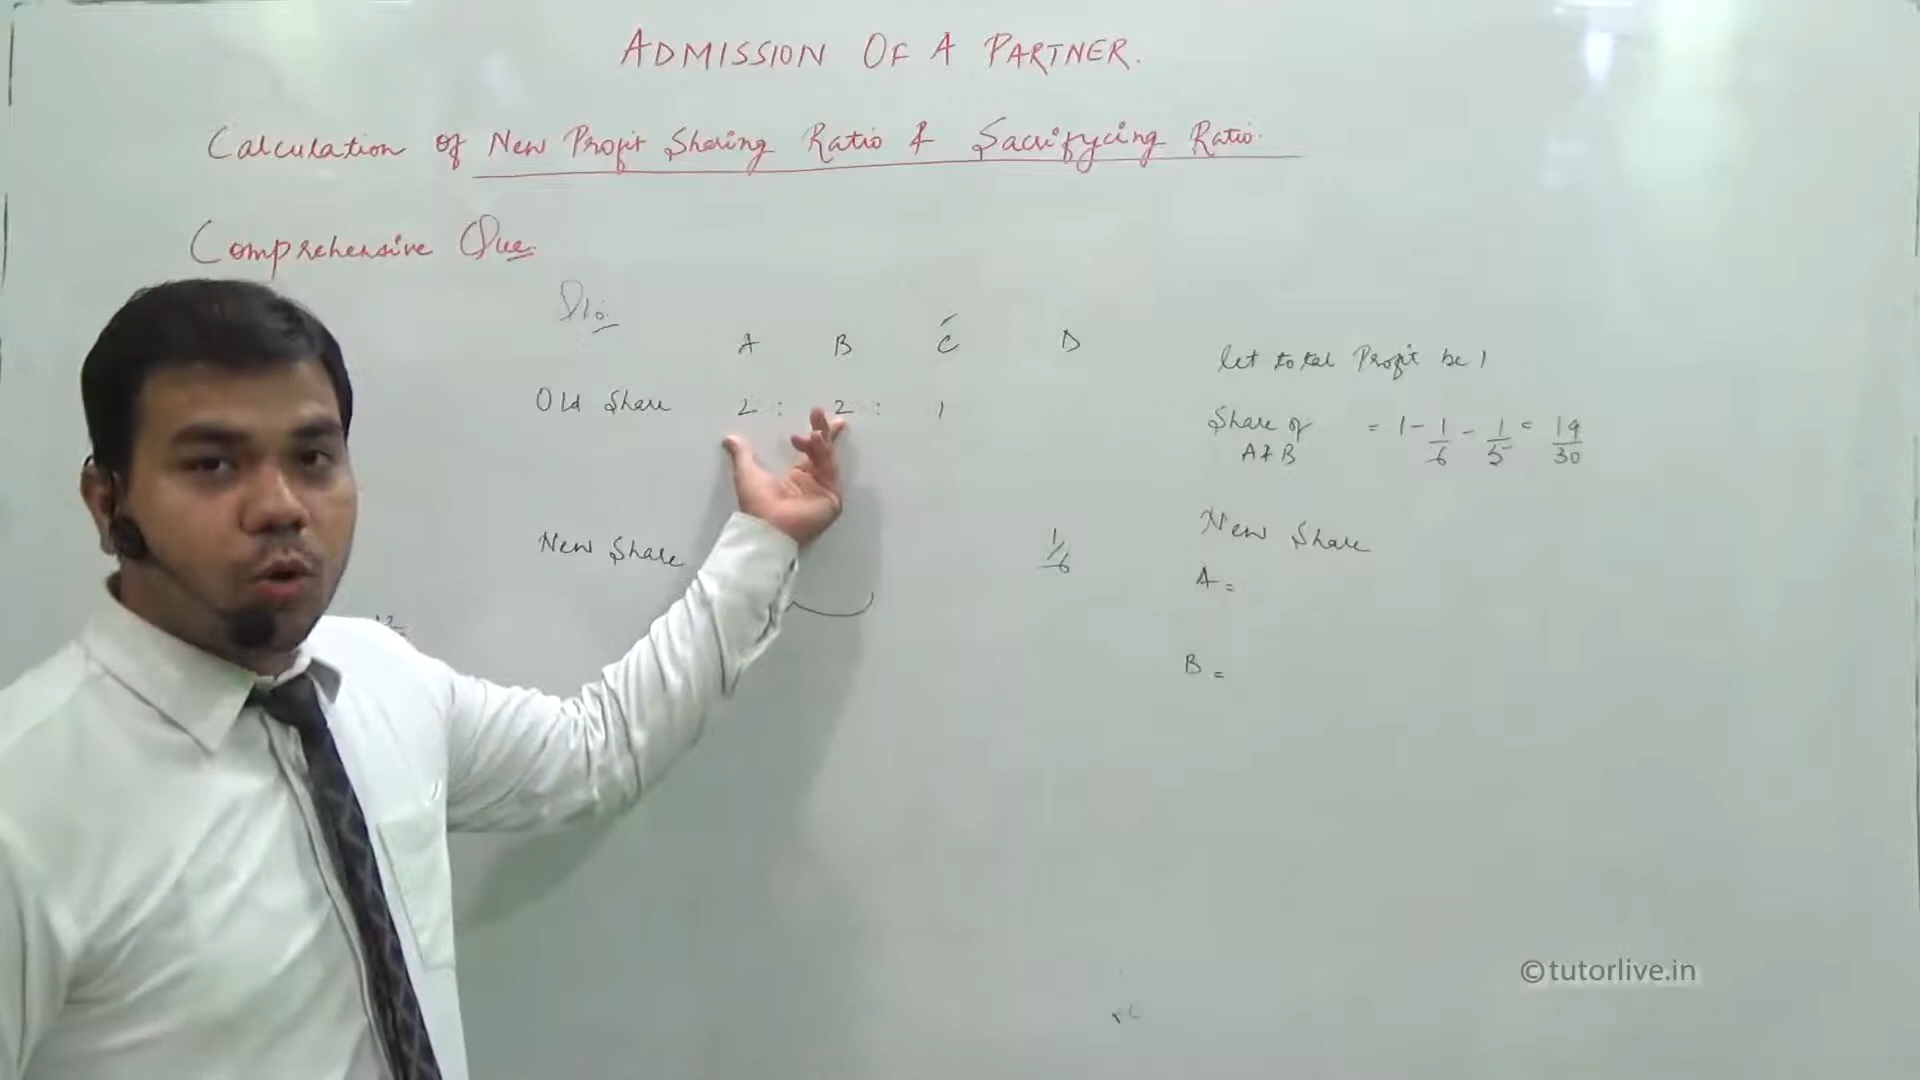 ADMISSION OF A PARTNER.
Calculation of New Profit Sharing Ratio & Sacrifycing Ratio.
Comprehensive Que.
A B C D
Old Share 2 : 2 : 1
New Share 1/6
let total Profit be 1
Share of A & B = 1 - 1/6 - 1/5 = 19/30
New Share
A =
B =
©tutorlive.in